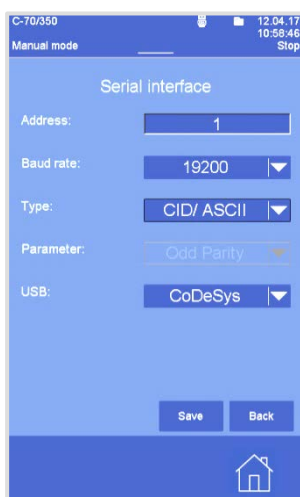 C-70/350
12.04.17
10:58:46
Manual mode
Stop
Serial interface
Address:
1
Baud rate:
19200
Type:
CID/ ASCII
Parameter:
Odd Parity
USB:
CoDeSys
Save
Back